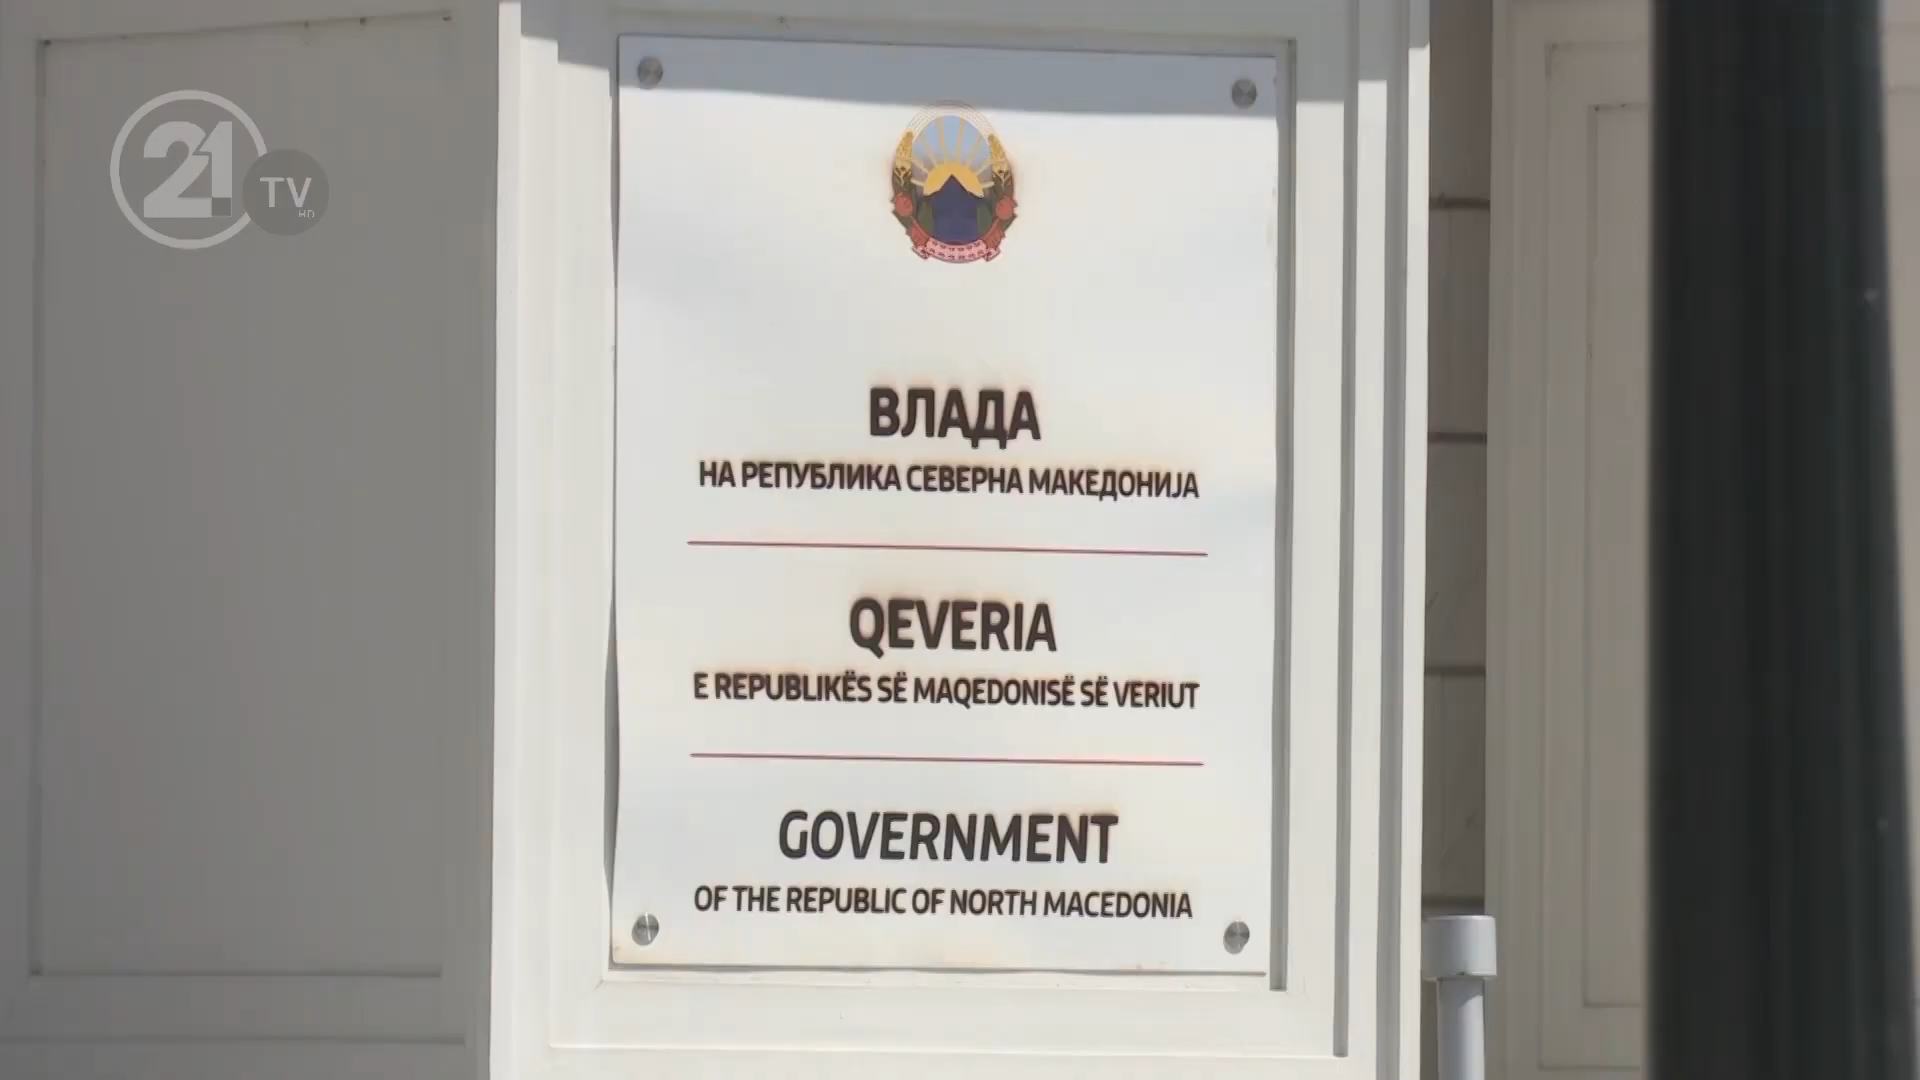 21
TV
HD
ВЛАДА
НА РЕПУБЛИКА СЕВЕРНА МАКЕДОНИЈА
QEVERIA
E REPUBLIKËS SË MAQEDONISË SË VERIUT
GOVERNMENT
OF THE REPUBLIC OF NORTH MACEDONIA